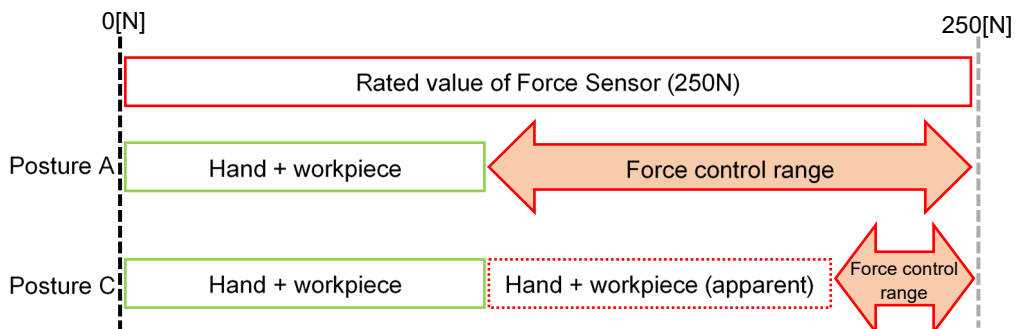 0[N]
250[N]
Rated value of Force Sensor (250N)
Posture A
Hand + workpiece
Force control range
Posture C
Hand + workpiece
Hand + workpiece (apparent)
Force control
range